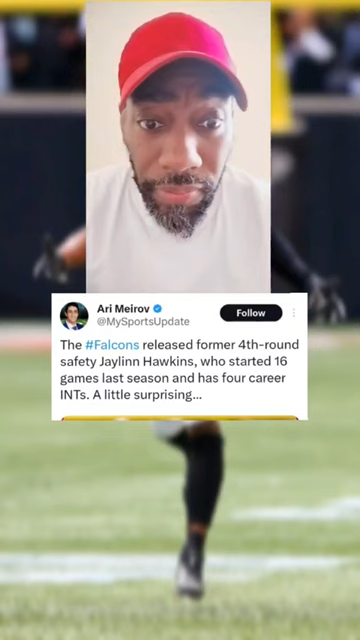 Ari Meirov
@MySportsUpdate
Follow
The #Falcons released former 4th-round
safety Jaylinn Hawkins, who started 16
games last season and has four career
INTs. A little surprising...